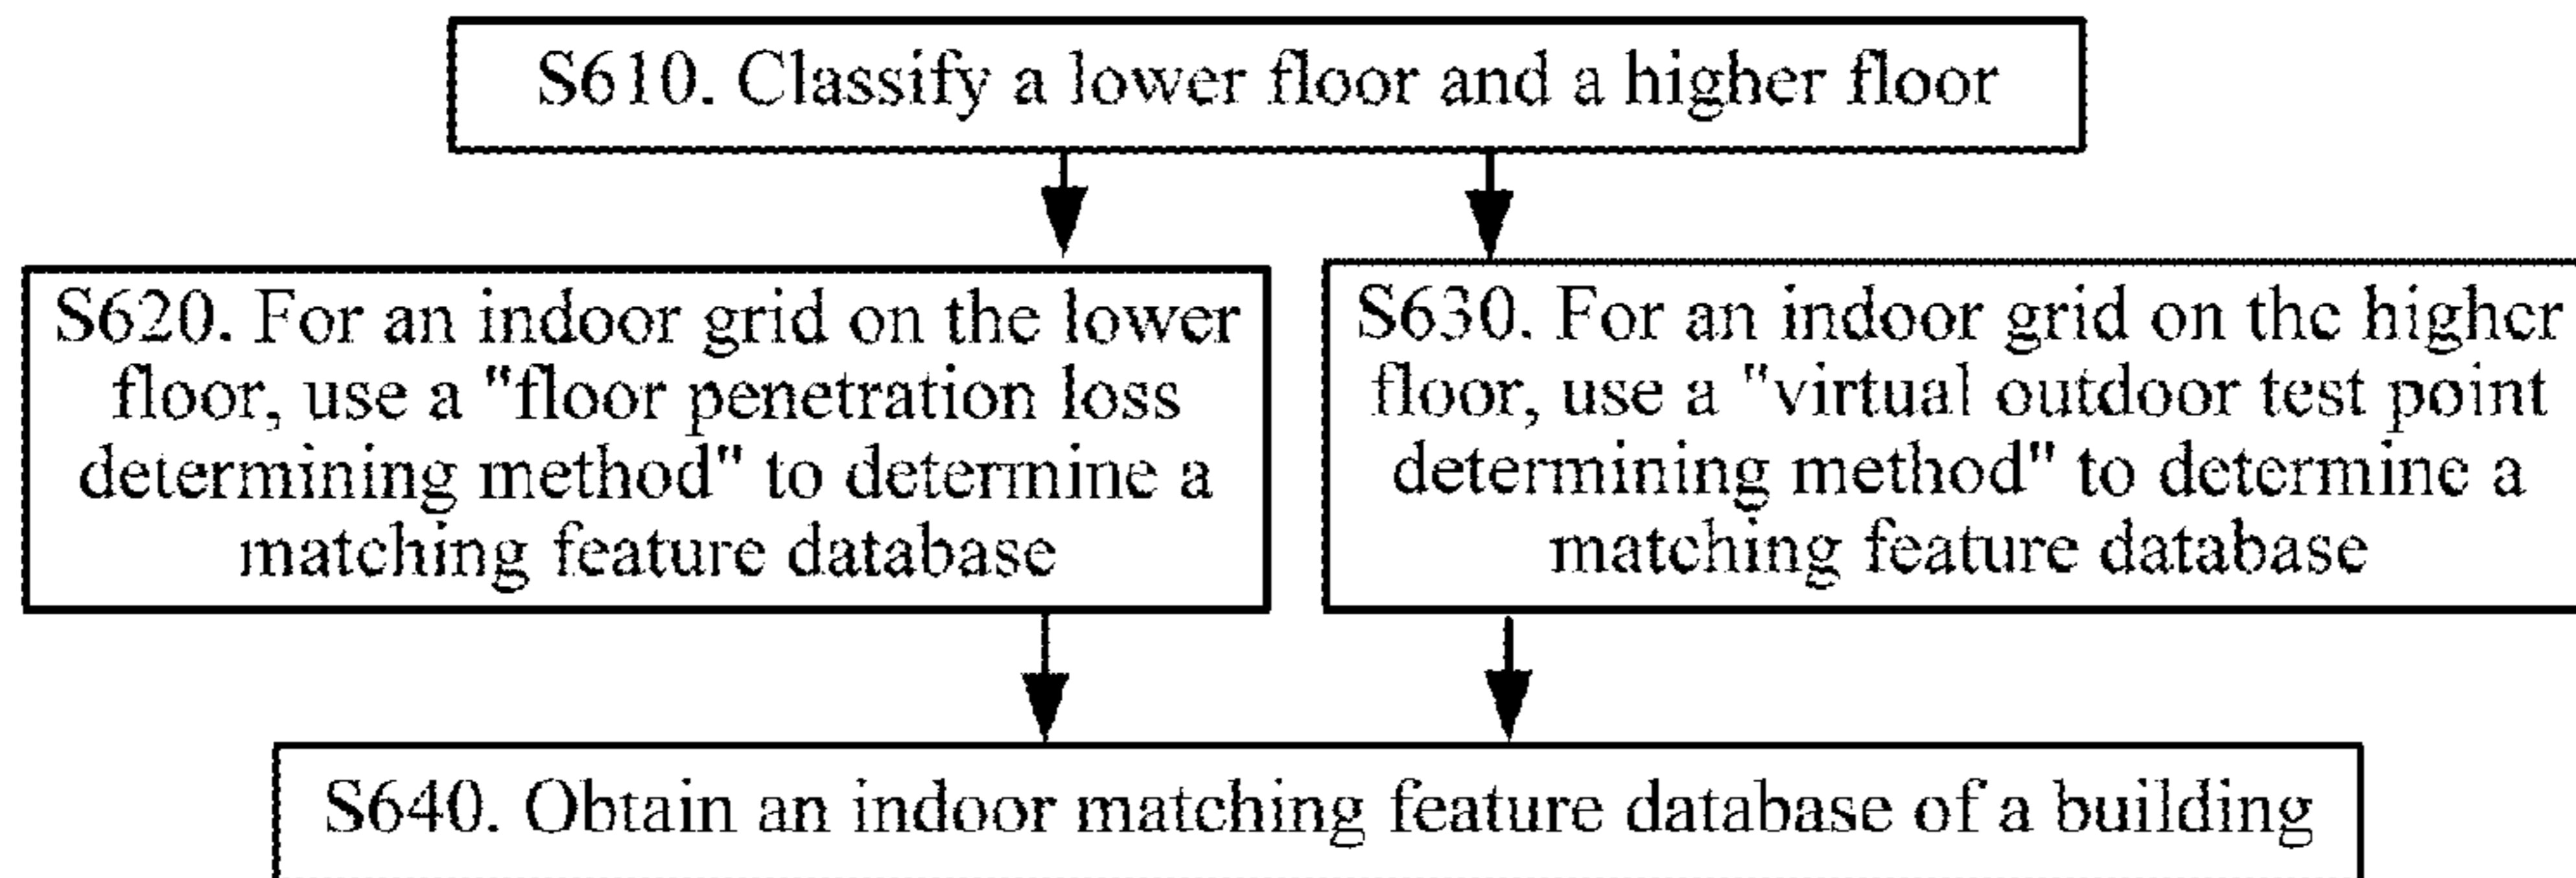 S610. Classify a lower floor and a higher floor
S620. For an indoor grid on the lower
floor, use a "floor penetration loss
determining method" to determine a
matching feature database
S630. For an indoor grid on the higher
floor, use a "virtual outdoor test point
determining method" to determine a
matching feature database
S640. Obtain an indoor matching feature database of a building